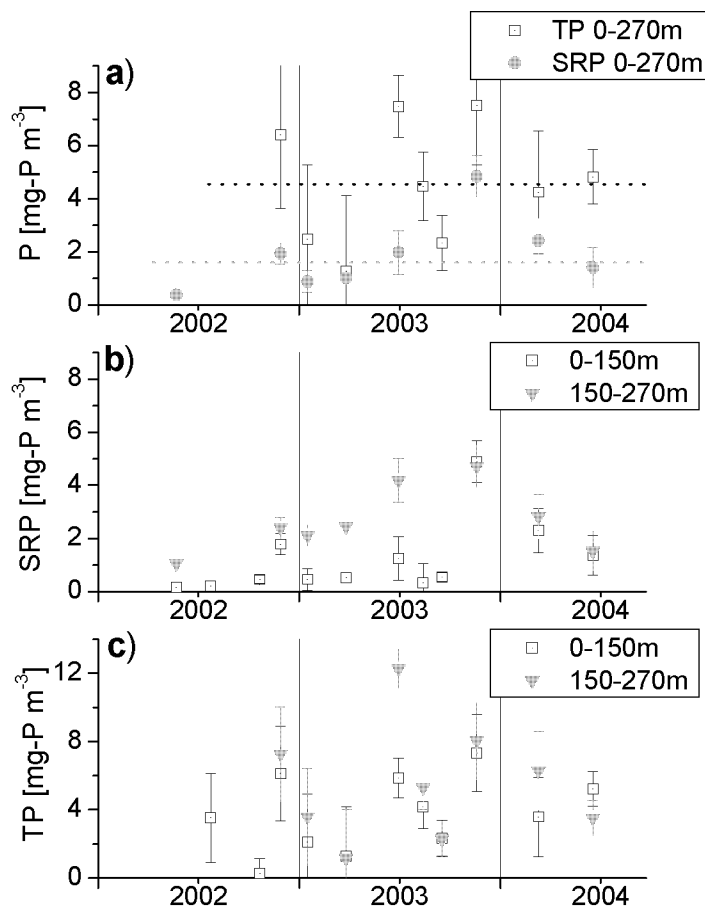 TP 0-270m
SRP 0-270m
a)
8
6
4
2
0
P [mg-P m⁻³]
2002 2003 2004
b)
0-150m
150-270m
8
6
4
2
0
SRP [mg-P m⁻³]
2002 2003 2004
c)
0-150m
150-270m
12
8
4
0
TP [mg-P m⁻³]
2002 2003 2004